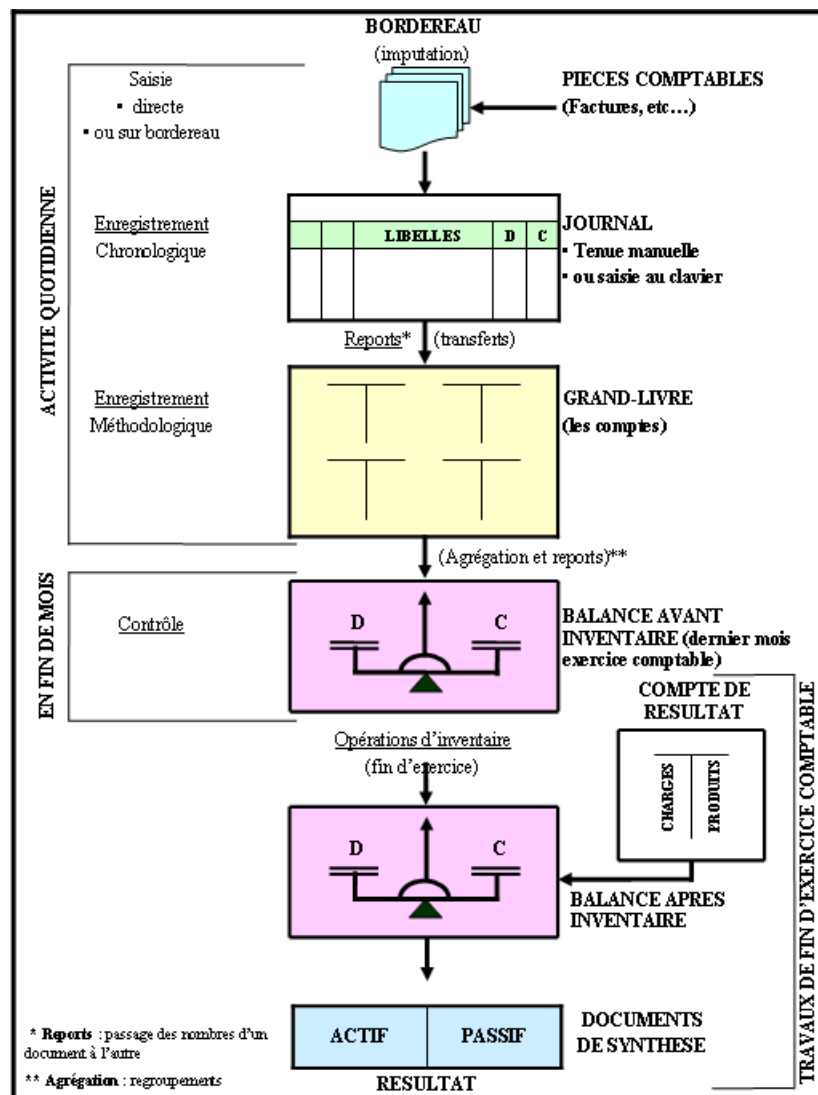 BORDEREAU
(imputation)
Saisie
▪ directe
▪ ou sur bordereau
PIECES COMPTABLES
(Factures, etc…)
ACTIVITE QUOTIDIENNE
Enregistrement
Chronologique
LIBELLES D C
JOURNAL
▪ Tenue manuelle
▪ ou saisie au clavier
Reports* (transferts)
Enregistrement
Méthodologique
GRAND-LIVRE
(les comptes)
(Agrégation et reports)**
EN FIN DE MOIS
Contrôle
D C
BALANCE AVANT
INVENTAIRE (dernier mois
exercice comptable)
COMPTE DE
RESULTAT
CHARGES
PRODUITS
Opérations d'inventaire
(fin d'exercice)
D C
BALANCE APRES
INVENTAIRE
TRAVAUX DE FIN D'EXERCICE COMPTABLE
ACTIF PASSIF
DOCUMENTS
DE SYNTHESE
RESULTAT
* Reports : passage des nombres d'un
document à l'autre
** Agrégation : regroupements